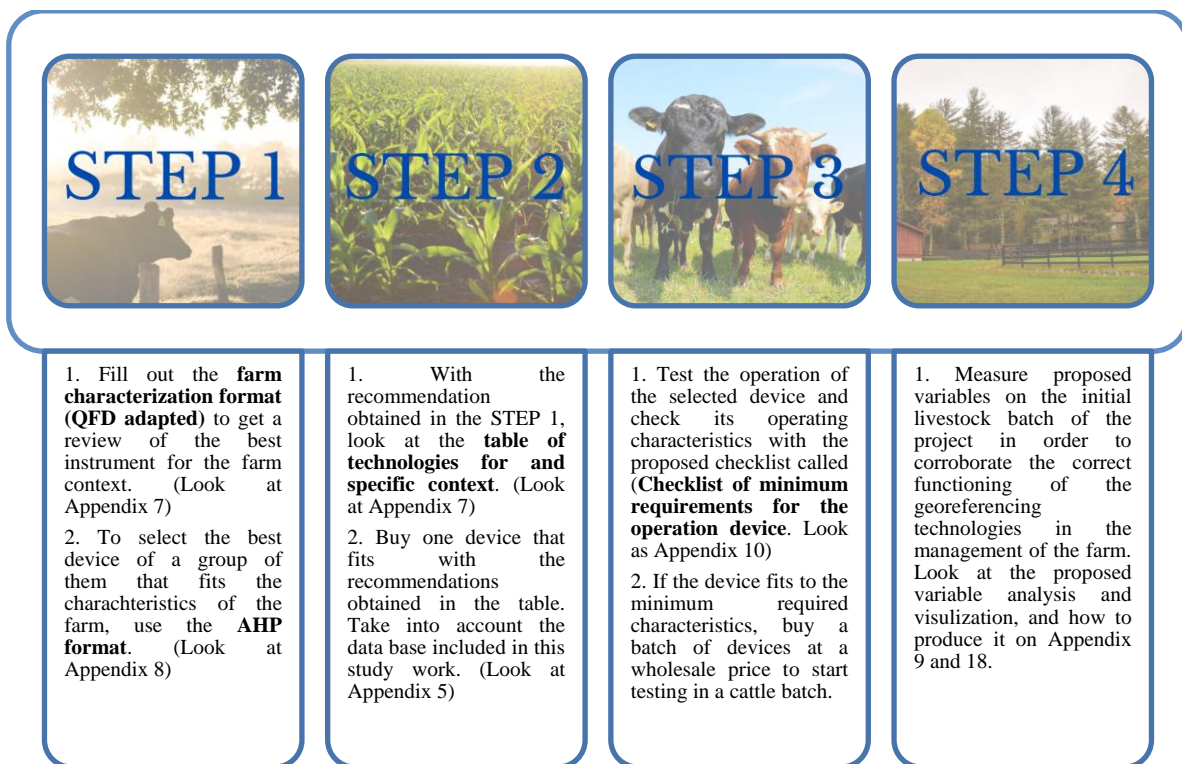 STEP 1
STEP 2
STEP 3
STEP 4
1. Fill out the farm
characterization format
(QFD adapted) to get a
review of the best
instrument for the farm
context. (Look at
Appendix 7)
2. To select the best
device of a group of
them that fits the
charachteristics of the
farm, use the AHP
format. (Look at
Appendix 8)
1. With the
recommendation
obtained in the STEP 1,
look at the table of
technologies for and
specific context. (Look
at Appendix 7)
2. Buy one device that
fits with the
recommendations
obtained in the table.
Take into account the
data base included in this
study work. (Look at
Appendix 5)
1. Test the operation of
the selected device and
check its operating
characteristics with the
proposed checklist called
(Checklist of minimum
requirements for the
operation device. Look
as Appendix 10)
2. If the device fits to the
minimum required
characteristics, buy a
batch of devices at a
wholesale price to start
testing in a cattle batch.
1. Measure proposed
variables on the initial
livestock batch of the
project in order to
corroborate the correct
functioning of the
georeferencing
technologies in the
management of the farm.
Look at the proposed
variable analysis and
visulization, and how to
produce it on Appendix
9 and 18.